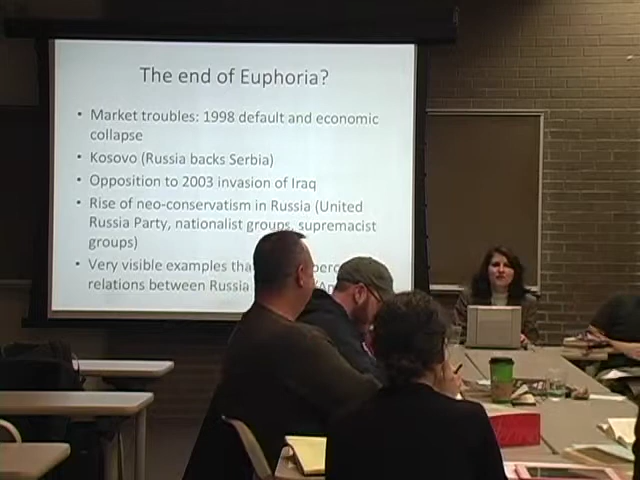 The end of Euphoria?
• Market troubles: 1998 default and economic
collapse
• Kosovo (Russia backs Serbia)
• Opposition to 2003 invasion of Iraq
• Rise of neo-conservatism in Russia (United
Russia Party, nationalist groups, supremacist
groups)
• Very visible examples
relations between Russia